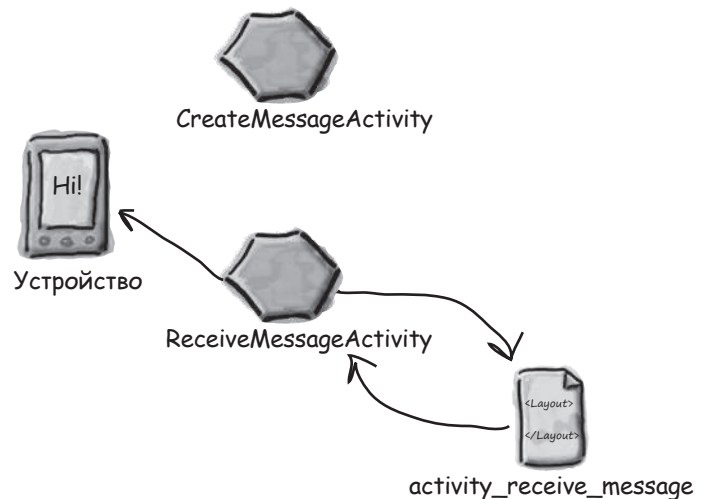 CreateMessageActivity
Hi!
Устройство
ReceiveMessageActivity
<Layout>
</Layout>
activity_receive_message